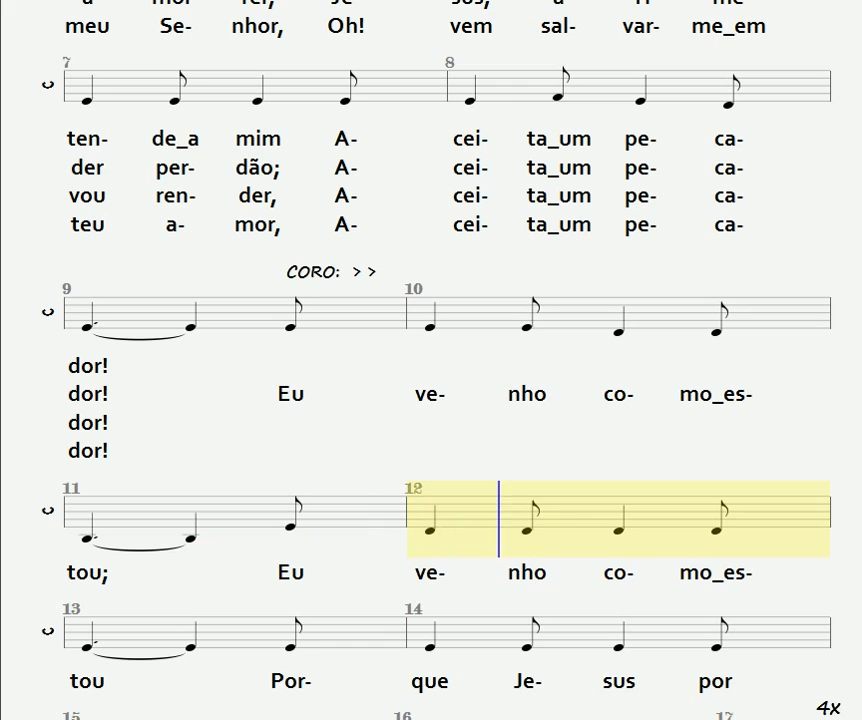 meu Se- nhor, Oh! vem sal- var- me_em
7 8
ten- de_a mim A- cei- ta_um pe- ca-
der per- dão; A- cei- ta_um pe- ca-
vou ren- der, A- cei- ta_um pe- ca-
teu a- mor, A- cei- ta_um pe- ca-
CORO: >>
9 10
dor!
dor! Eu ve- nho co- mo_es-
dor!
dor!
11 12
tou; Eu ve- nho co- mo_es-
13 14
tou Por- que Je- sus por
4x
15 16 17